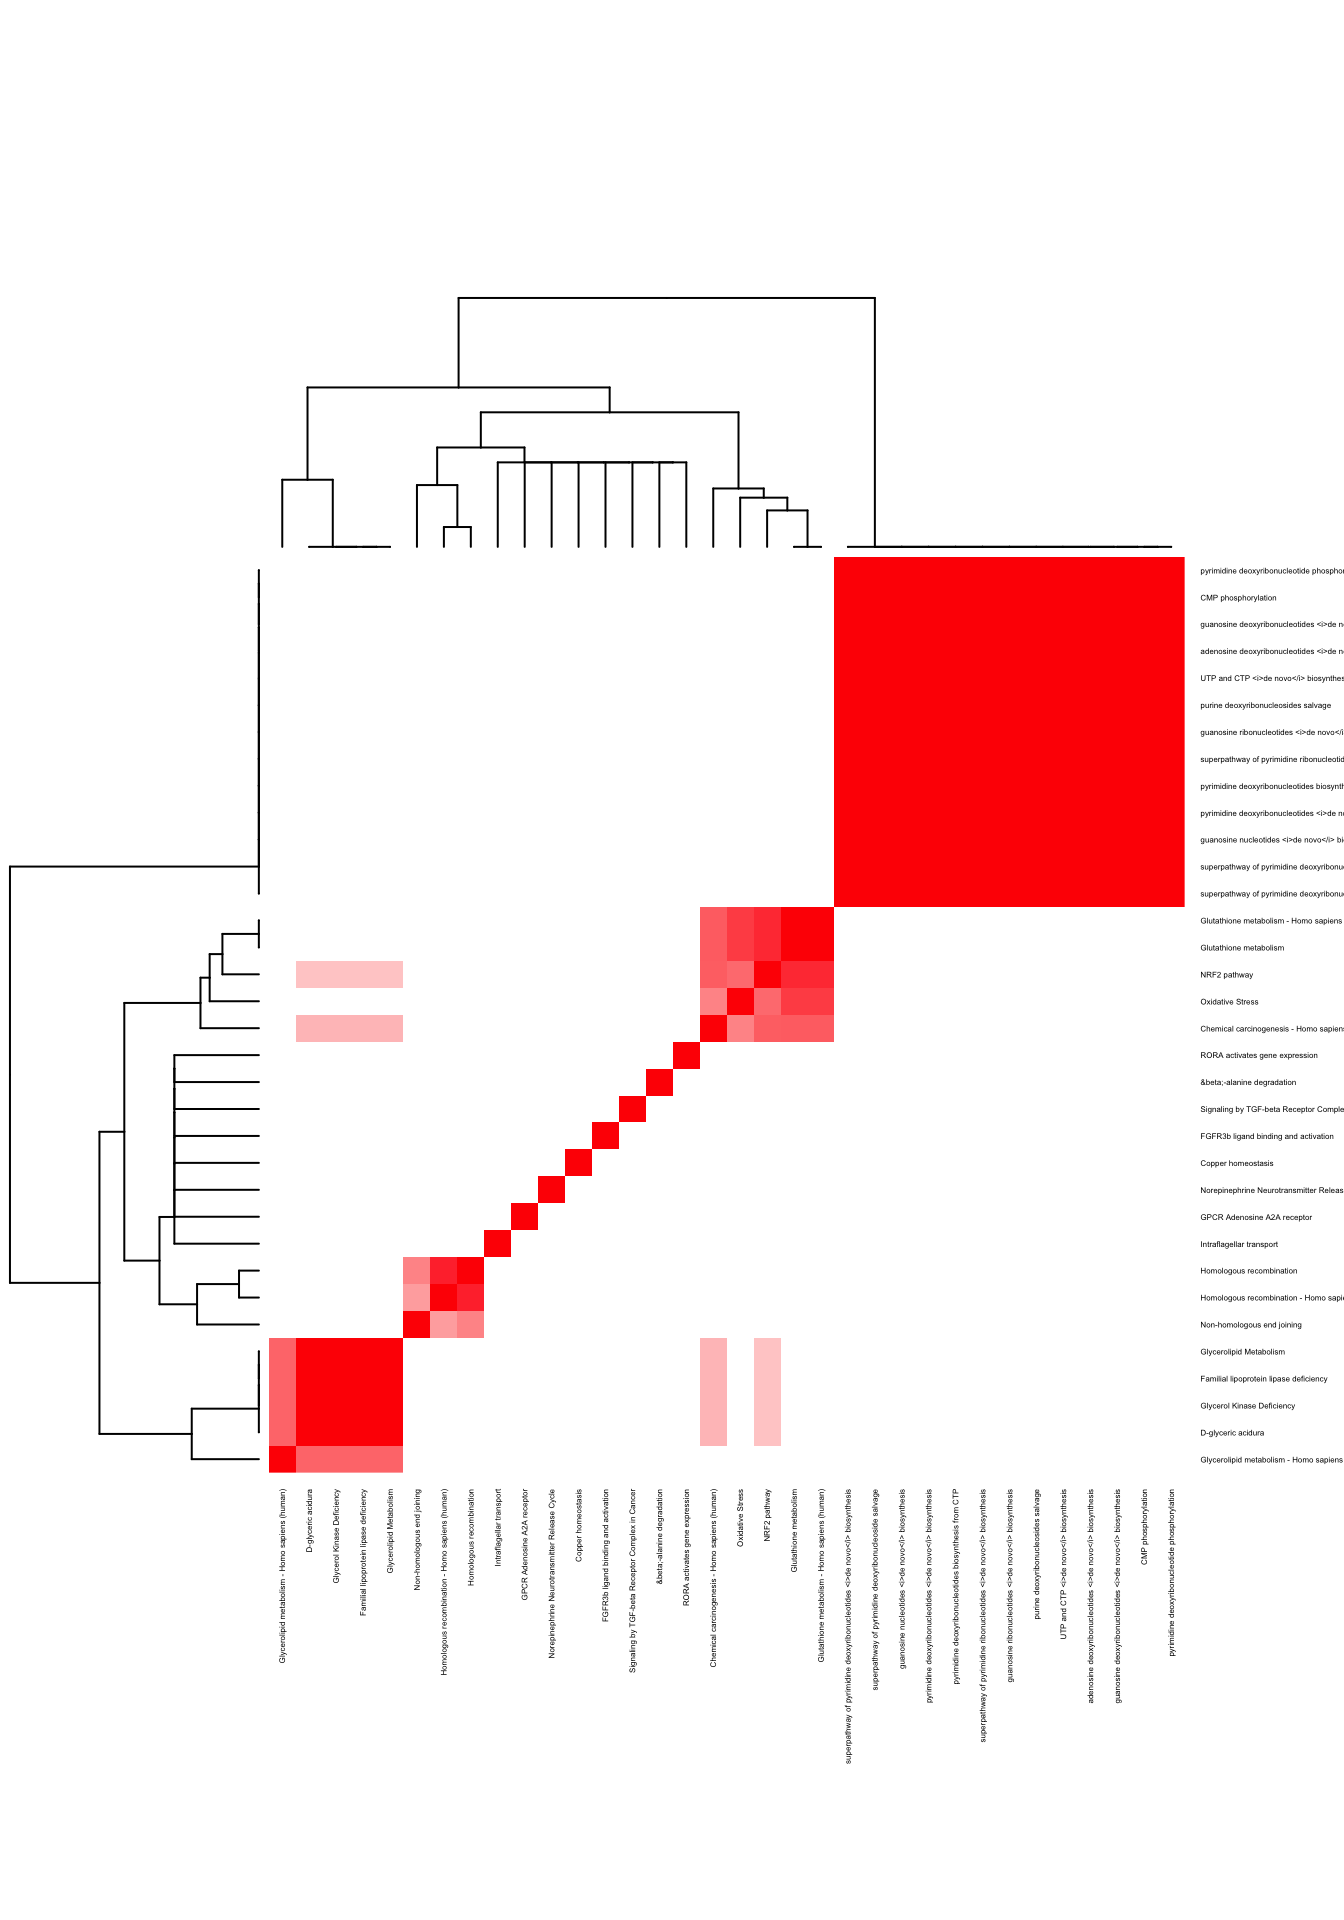 pyrimidine deoxyribonucleotide phosphor
CMP phosphorylation
guanosine deoxyribonucleotides <i>de n
adenosine deoxyribonucleotides <i>de n
UTP and CTP <i>de novo</i> biosynthes
purine deoxyribonucleosides salvage
guanosine ribonucleotides <i>de novo</i
superpathway of pyrimidine ribonucleotid
pyrimidine deoxyribonucleotides biosynth
pyrimidine deoxyribonucleotides <i>de n
guanosine nucleotides <i>de novo</i> bi
superpathway of pyrimidine deoxyribonuc
superpathway of pyrimidine deoxyribonuc
Glutathione metabolism - Homo sapiens
Glutathione metabolism
NRF2 pathway
Oxidative Stress
Chemical carcinogenesis - Homo sapiens
RORA activates gene expression
&beta;-alanine degradation
Signaling by TGF-beta Receptor Comple
FGFR3b ligand binding and activation
Copper homeostasis
Norepinephrine Neurotransmitter Releas
GPCR Adenosine A2A receptor
Intraflagellar transport
Homologous recombination
Homologous recombination - Homo sapie
Non-homologous end joining
Glycerolipid Metabolism
Familial lipoprotein lipase deficiency
Glycerol Kinase Deficiency
D-glyceric acidura
Glycerolipid metabolism - Homo sapiens
Glycerolipid metabolism - Homo sapiens (human)
D-glyceric acidura
Glycerol Kinase Deficiency
Familial lipoprotein lipase deficiency
Glycerolipid Metabolism
Non-homologous end joining
Homologous recombination - Homo sapiens (human)
Homologous recombination
Intraflagellar transport
GPCR Adenosine A2A receptor
Norepinephrine Neurotransmitter Release Cycle
Copper homeostasis
FGFR3b ligand binding and activation
Signaling by TGF-beta Receptor Complex in Cancer
&beta;-alanine degradation
RORA activates gene expression
Chemical carcinogenesis - Homo sapiens (human)
Oxidative Stress
NRF2 pathway
Glutathione metabolism
Glutathione metabolism - Homo sapiens (human)
superpathway of pyrimidine deoxyribonucleotides <i>de novo</i> biosynthesis
superpathway of pyrimidine deoxyribonucleoside salvage
guanosine nucleotides <i>de novo</i> biosynthesis
pyrimidine deoxyribonucleotides <i>de novo</i> biosynthesis
pyrimidine deoxyribonucleotides biosynthesis from CTP
superpathway of pyrimidine ribonucleotides <i>de novo</i> biosynthesis
guanosine ribonucleotides <i>de novo</i> biosynthesis
purine deoxyribonucleosides salvage
UTP and CTP <i>de novo</i> biosynthesis
adenosine deoxyribonucleotides <i>de novo</i> biosynthesis
guanosine deoxyribonucleotides <i>de novo</i> biosynthesis
CMP phosphorylation
pyrimidine deoxyribonucleotide phosphorylation